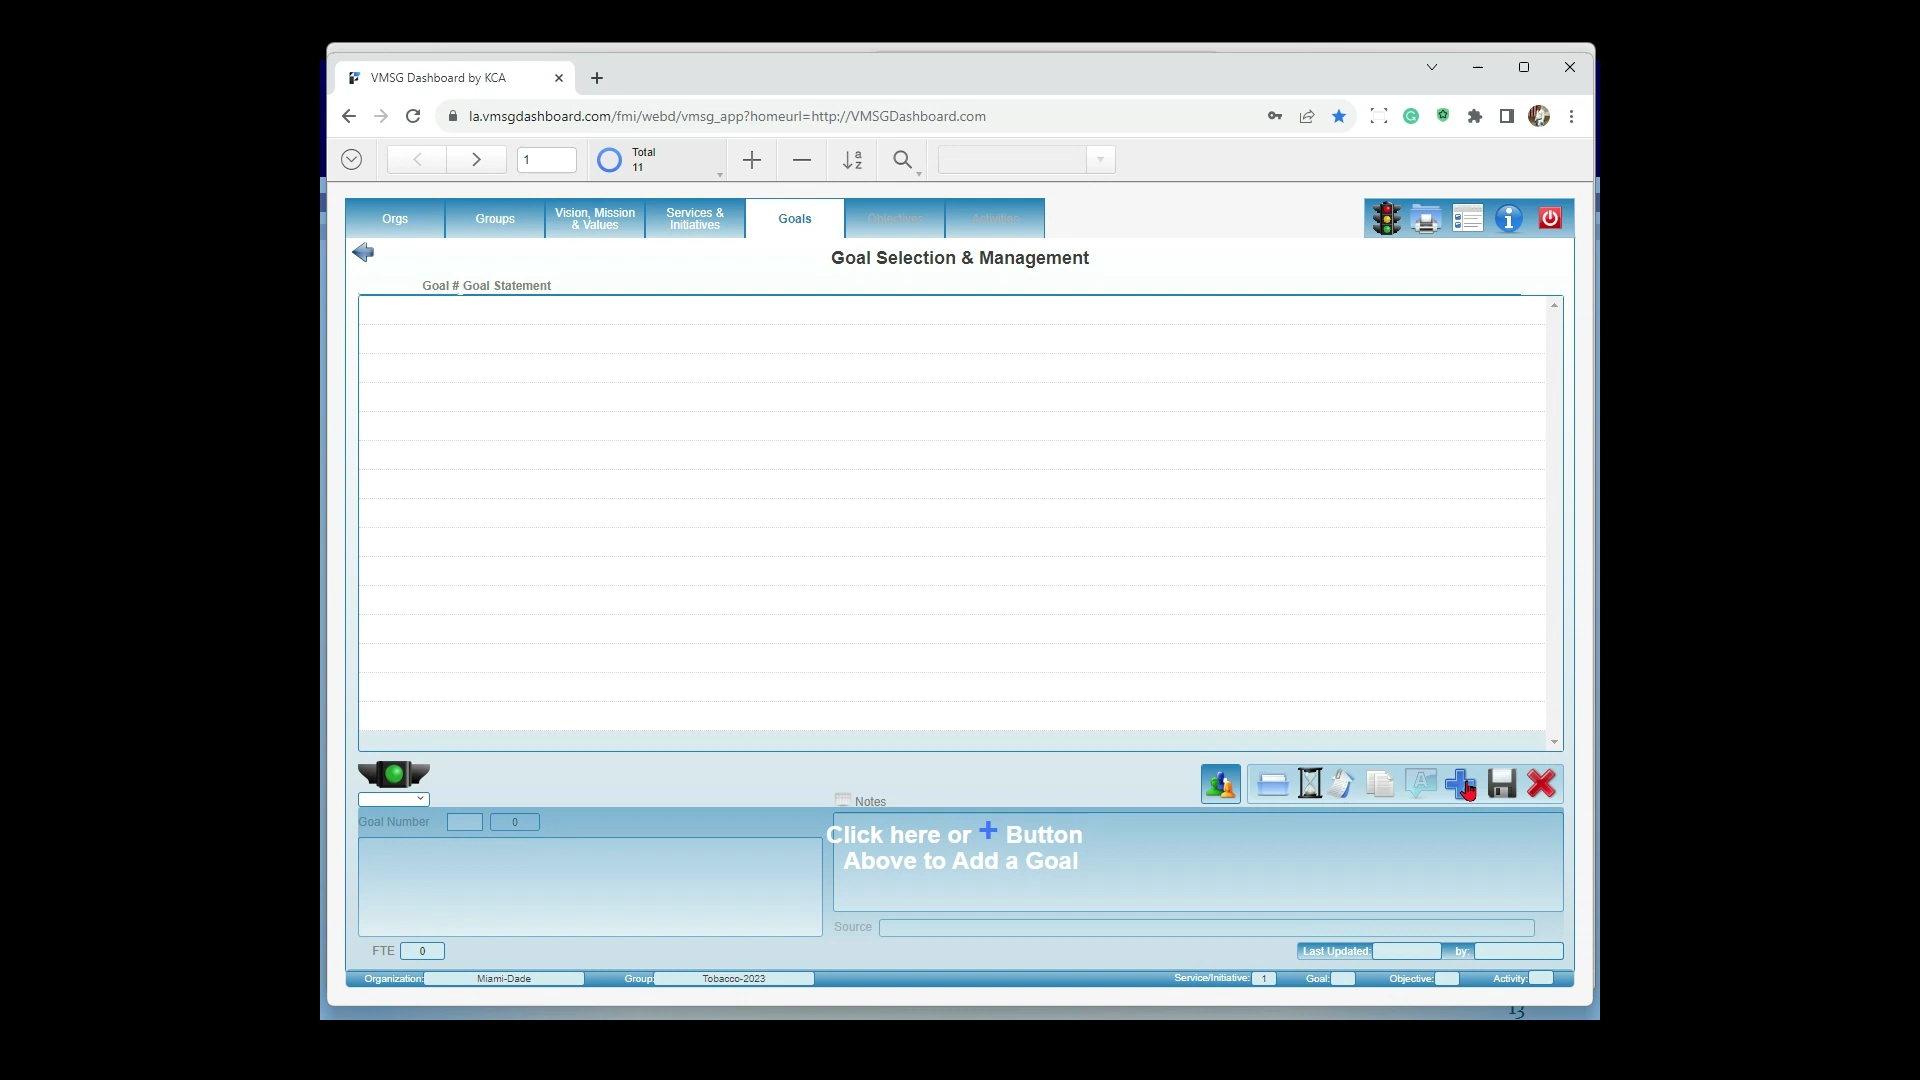 VMSG Dashboard by KCA
la.vmsgdashboard.com/fmi/webd/vmsg_app?homeurl=http://VMSGDashboard.com
1
Total
11
Orgs
Groups
Vision, Mission
& Values
Services &
Initiatives
Goals
Objectives
Activities
Goal Selection & Management
Goal # Goal Statement
Notes
Goal Number
0
Click here or + Button
Above to Add a Goal
Source
FTE 0
Last Updated: by:
Organization: Miami-Dade Group: Tobacco-2023 Service/Initiative: 1 Goal: Objective: Activity:
13